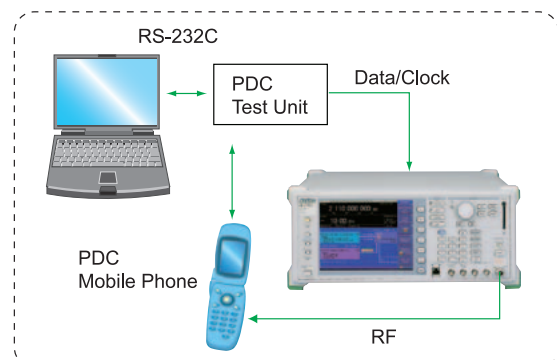 RS-232C
PDC
Test Unit
Data/Clock
PDC
Mobile Phone
RF